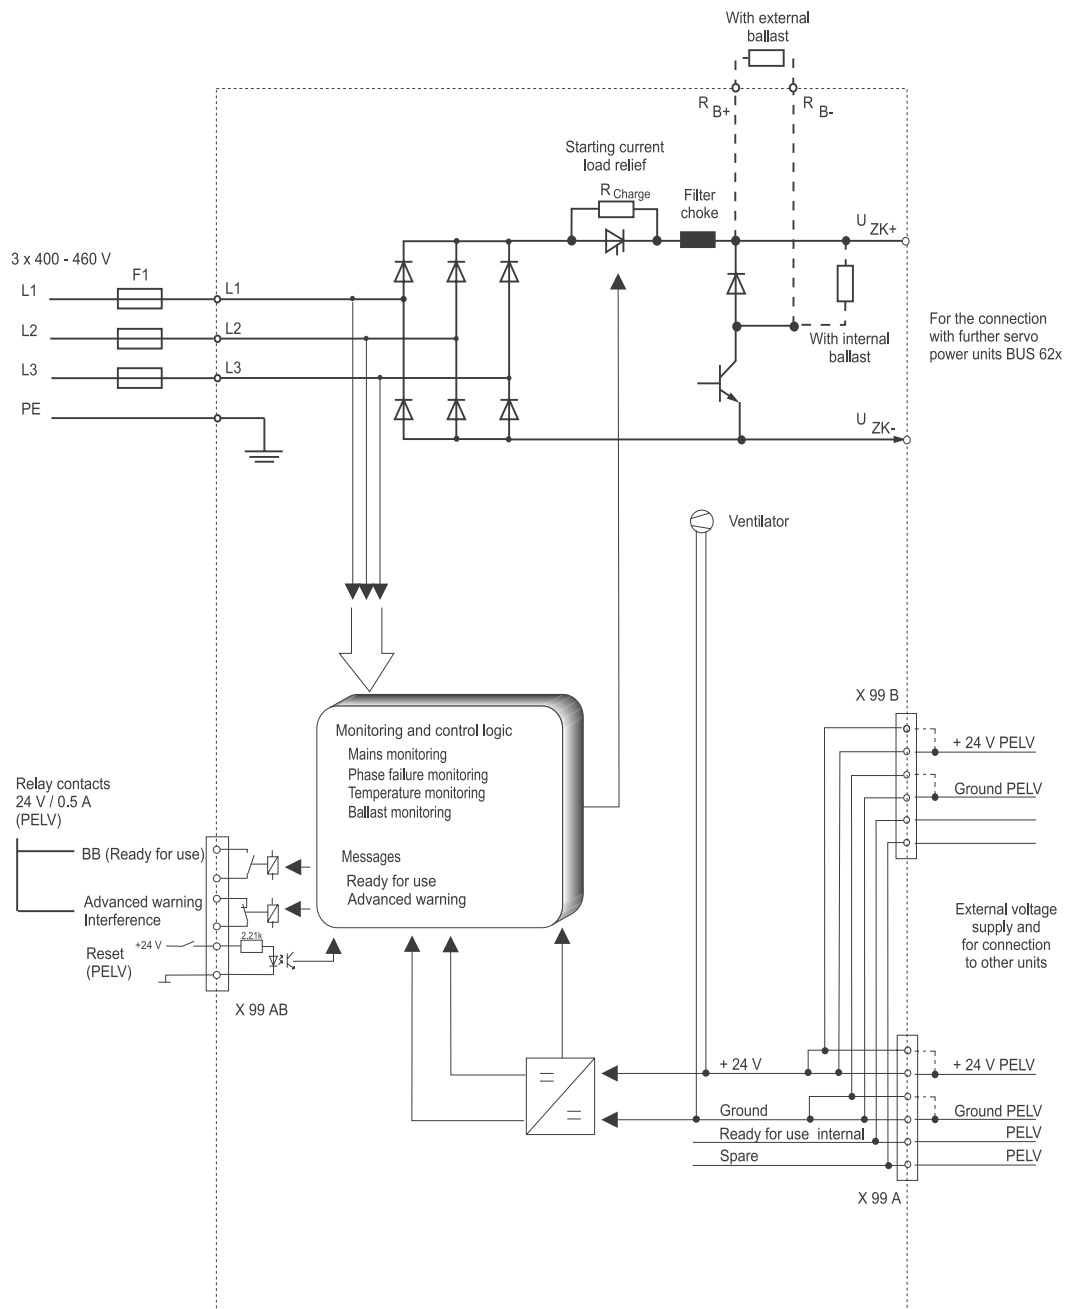 With external
ballast
R B+
R B-
Starting current
load relief
R Charge
Filter
choke
U ZK+
3 x 400 - 460 V
F1
L1
L1
L2
L2
L3
L3
PE
With internal
ballast
For the connection
with further servo
power units BUS 62x
U ZK-
Ventilator
X 99 B
Monitoring and control logic
Mains monitoring
Phase failure monitoring
Temperature monitoring
Ballast monitoring
Messages
Ready for use
Advanced warning
+ 24 V PELV
Ground PELV
Relay contacts
24 V / 0.5 A
(PELV)
BB (Ready for use)
Advanced warning
Interference
Reset
(PELV)
+24 V
2.21k
X 99 AB
External voltage
supply and
for connection
to other units
+ 24 V
+ 24 V PELV
Ground
Ground PELV
Ready for use internal
PELV
Spare
PELV
X 99 A